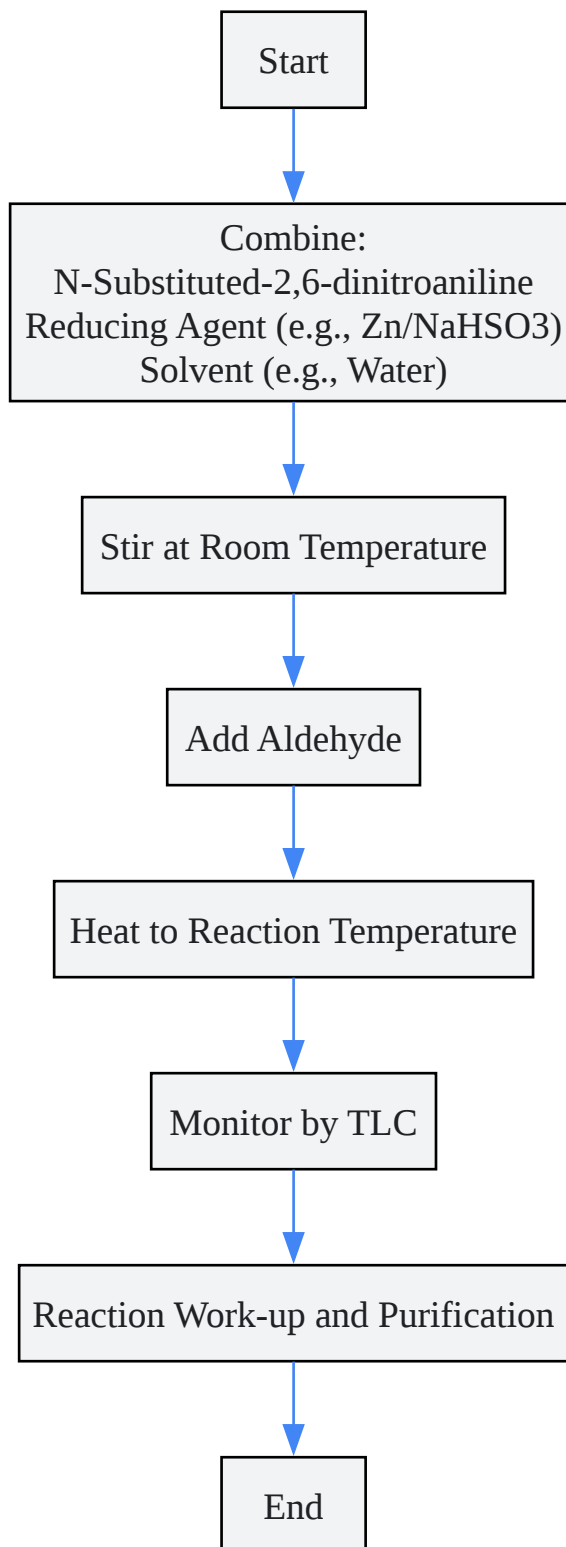 Start
Combine:
N-Substituted-2,6-dinitroaniline
Reducing Agent (e.g., Zn/NaHSO3)
Solvent (e.g., Water)
Stir at Room Temperature
Add Aldehyde
Heat to Reaction Temperature
Monitor by TLC
Reaction Work-up and Purification
End